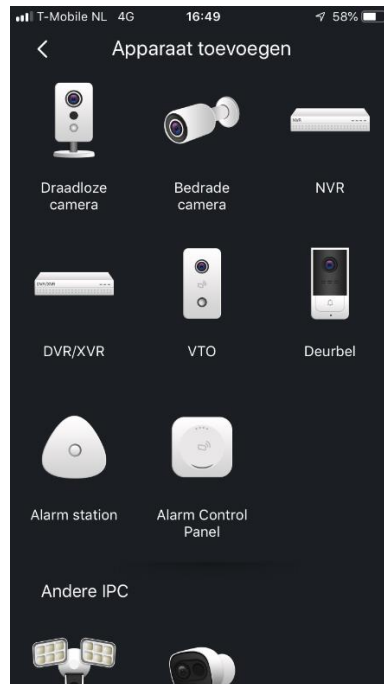 T-Mobile NL 4G 16:49 58%
Apparaat toevoegen
Draadloze
camera
Bedrade
camera
NVR
DVR/XVR
VTO
Deurbel
Alarm station
Alarm Control
Panel
Andere IPC